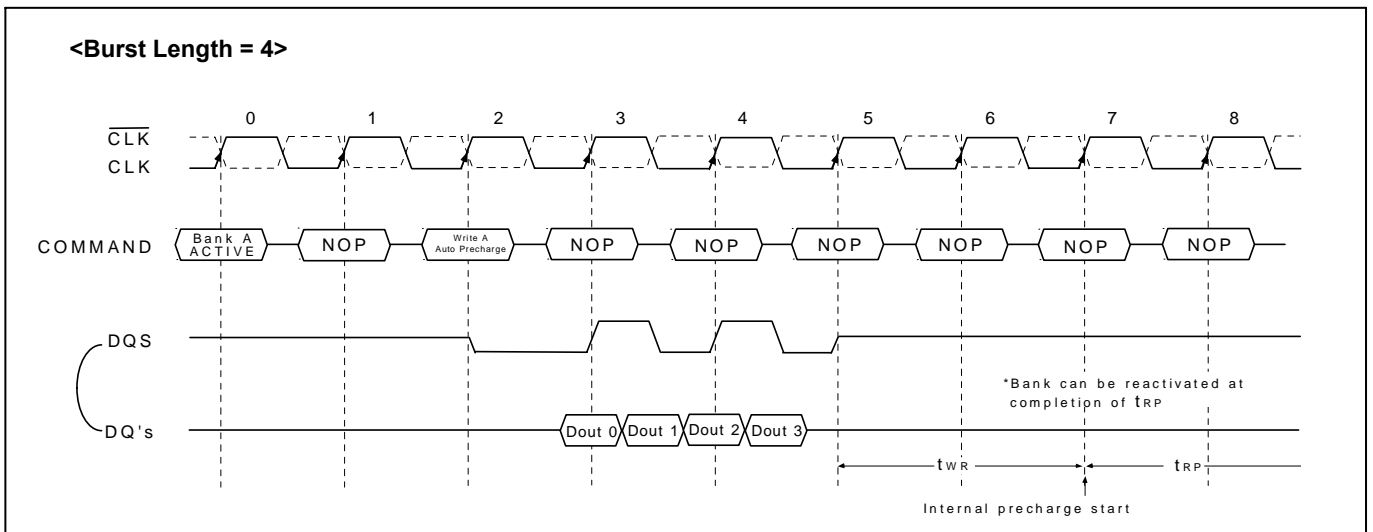 <Burst Length = 4>
0 1 2 3 4 5 6 7 8
CLK
CLK
COMMAND
Bank A
ACTIVE
NOP
Write A
Auto Precharge
NOP
NOP
NOP
NOP
NOP
NOP
DQS
*Bank can be reactivated at
completion of tRP
DQ's
Dout 0 Dout 1 Dout 2 Dout 3
tWR
tRP
Internal precharge start